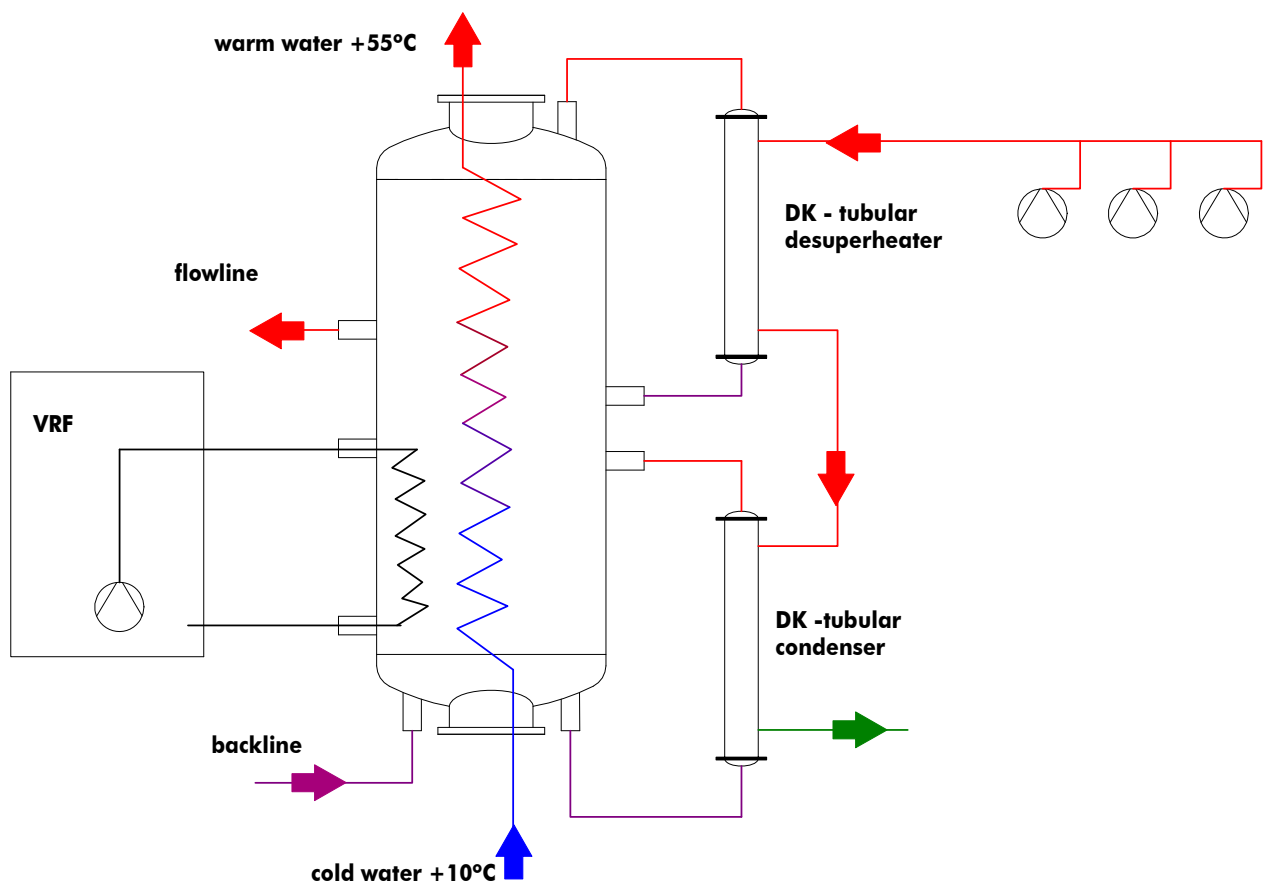 warm water +55ºC
DK - tubular
desuperheater
flowline
VRF
DK -tubular
condenser
backline
cold water +10ºC